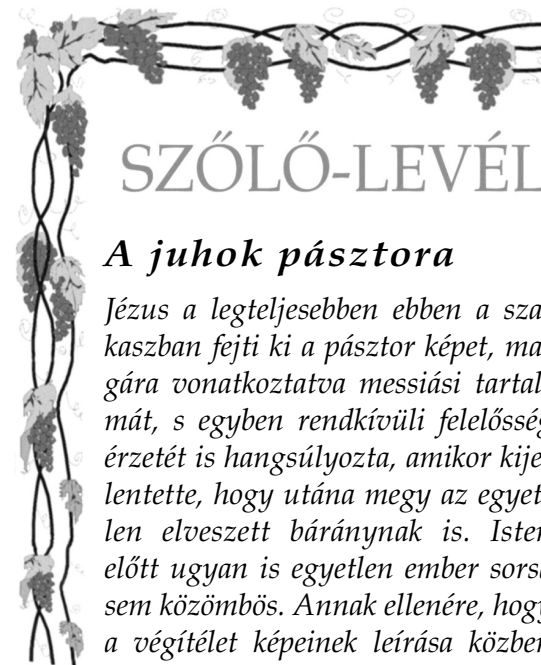 SZŐLŐ-LEVÉL
A juhok pásztora
Jézus a legteljesebben ebben a sza
kaszban fejti ki a pásztor képet, ma
gára vonatkoztatva messiási tartal
mát, s egyben rendkívüli felelősség
érzetét is hangsúlyozta, amikor kije
lentette, hogy utána megy az egyet
len elveszett báránynak is. Isten
előtt ugyan is egyetlen ember sorsa
sem közömbös. Annak ellenére, hogy
a végítélet képeinek leírása közben